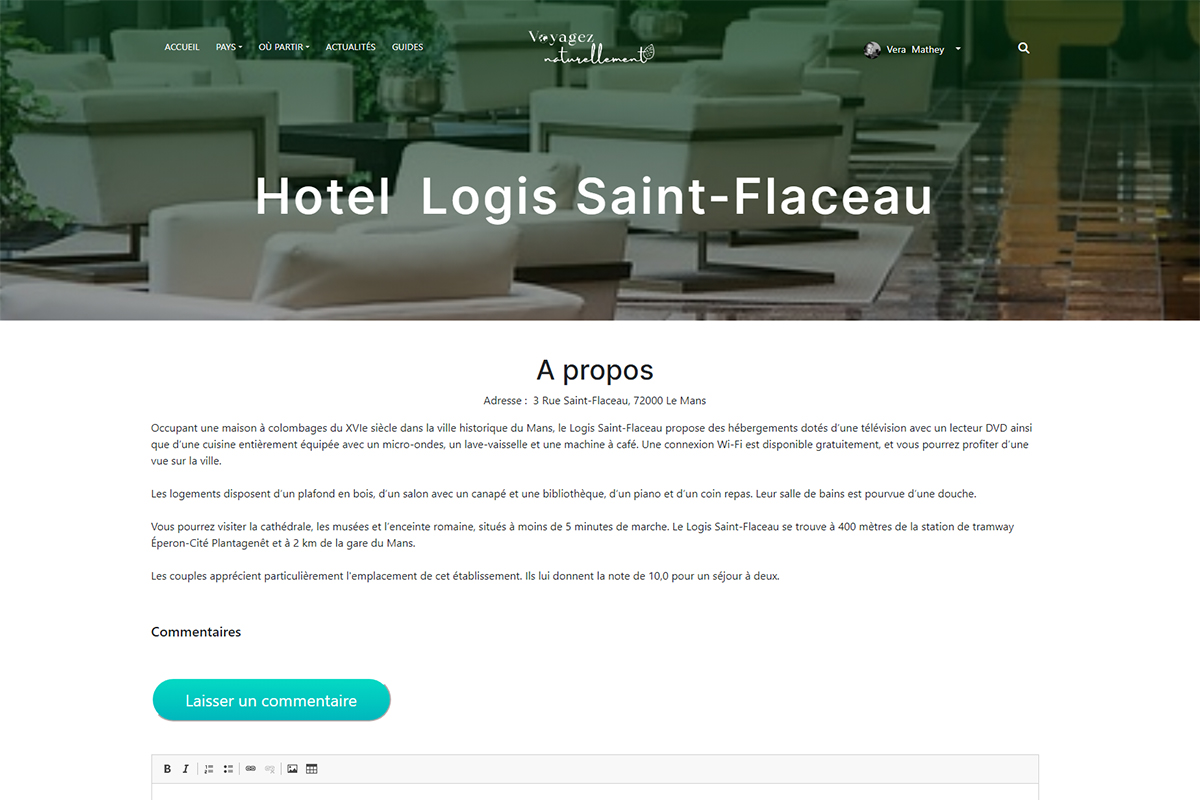 ACCUEIL PAYS OÙ PARTIR ACTUALITÉS GUIDES
Voyagez
naturellement
Vera Mathey
Hotel Logis Saint-Flaceau
A propos
Adresse : 3 Rue Saint-Flaceau, 72000 Le Mans
Occupant une maison à colombages du XVIe siècle dans la ville historique du Mans, le Logis Saint-Flaceau propose des hébergements dotés d'une télévision avec un lecteur DVD ainsi
que d'une cuisine entièrement équipée avec un micro-ondes, un lave-vaisselle et une machine à café. Une connexion Wi-Fi est disponible gratuitement, et vous pourrez profiter d'une
vue sur la ville.
Les logements disposent d'un plafond en bois, d'un salon avec un canapé et une bibliothèque, d'un piano et d'un coin repas. Leur salle de bains est pourvue d'une douche.
Vous pourrez visiter la cathédrale, les musées et l'enceinte romaine, situés à moins de 5 minutes de marche. Le Logis Saint-Flaceau se trouve à 400 mètres de la station de tramway
Éperon-Cité Plantagenêt et à 2 km de la gare du Mans.
Les couples apprécient particulièrement l'emplacement de cet établissement. Ils lui donnent la note de 10,0 pour un séjour à deux.
Commentaires
Laisser un commentaire
B I